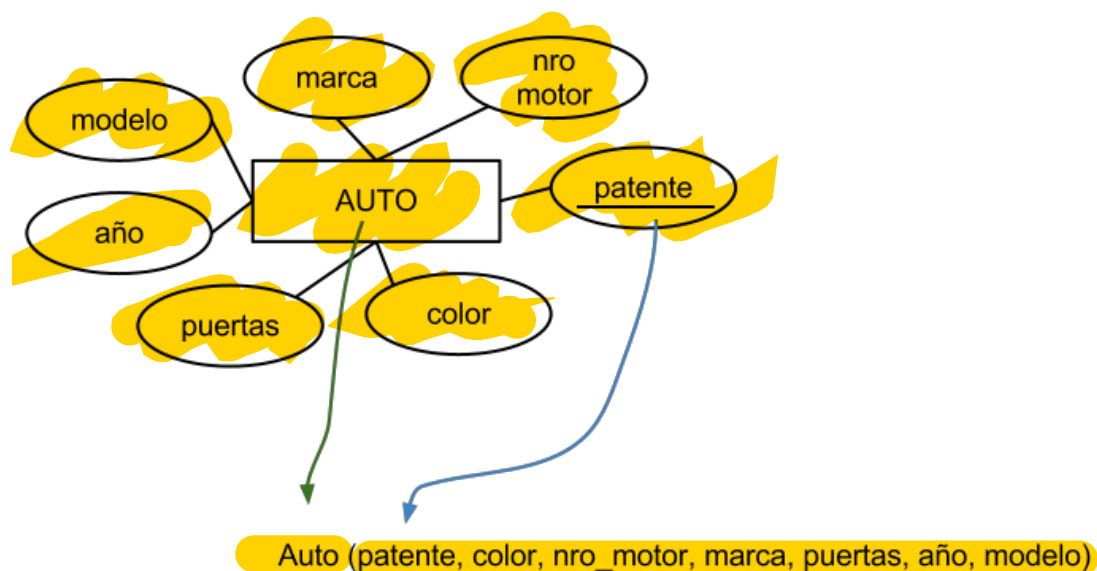 marca
nro
motor
modelo
AUTO
patente
año
puertas
color
Auto (patente, color, nro_motor, marca, puertas, año, modelo)